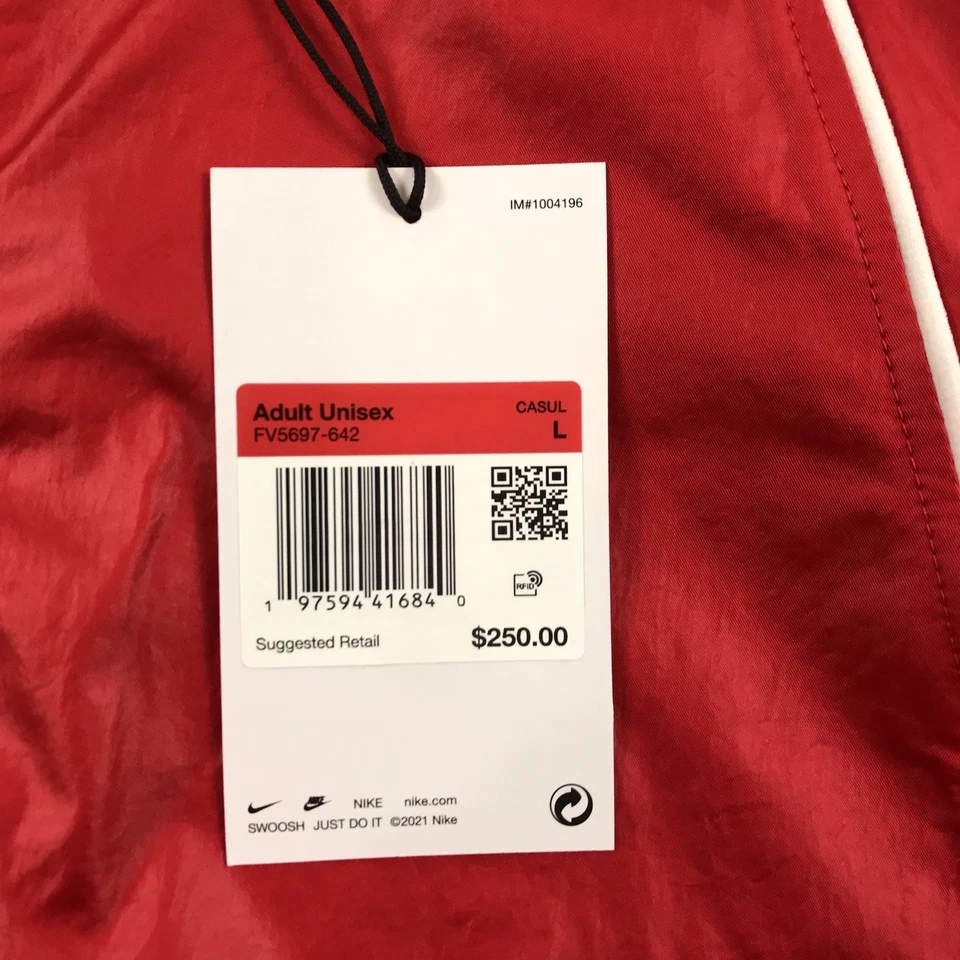 IM#1004196
Adult Unisex
CASUL
FV5697-642
L
RFID
1 97594 41684 0
Suggested Retail
$250.00
NIKE nike.com
SWOOSH JUST DO IT ©2021 Nike